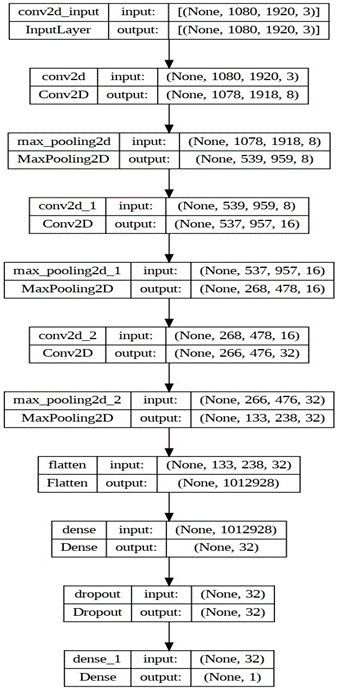 conv2d_input input: [(None, 1080, 1920, 3)]
InputLayer output: [(None, 1080, 1920, 3)]
conv2d input: (None, 1080, 1920, 3)
Conv2D output: (None, 1078, 1918, 8)
max_pooling2d input: (None, 1078, 1918, 8)
MaxPooling2D output: (None, 539, 959, 8)
conv2d_1 input: (None, 539, 959, 8)
Conv2D output: (None, 537, 957, 16)
max_pooling2d_1 input: (None, 537, 957, 16)
MaxPooling2D output: (None, 268, 478, 16)
conv2d_2 input: (None, 268, 478, 16)
Conv2D output: (None, 266, 476, 32)
max_pooling2d_2 input: (None, 266, 476, 32)
MaxPooling2D output: (None, 133, 238, 32)
flatten input: (None, 133, 238, 32)
Flatten output: (None, 1012928)
dense input: (None, 1012928)
Dense output: (None, 32)
dropout input: (None, 32)
Dropout output: (None, 32)
dense_1 input: (None, 32)
Dense output: (None, 1)